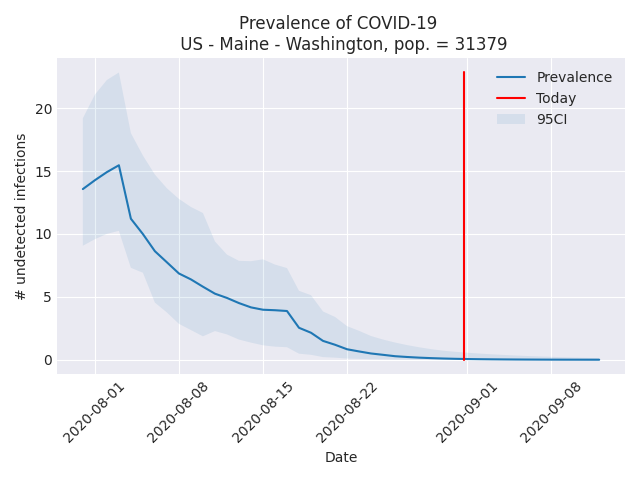 Prevalence of COVID-19
US - Maine - Washington, pop. = 31379
Prevalence
Today
95CI
# undetected infections
20
15
10
5
0
2020-08-01
2020-08-08
2020-08-15
2020-08-22
2020-09-01
2020-09-08
Date